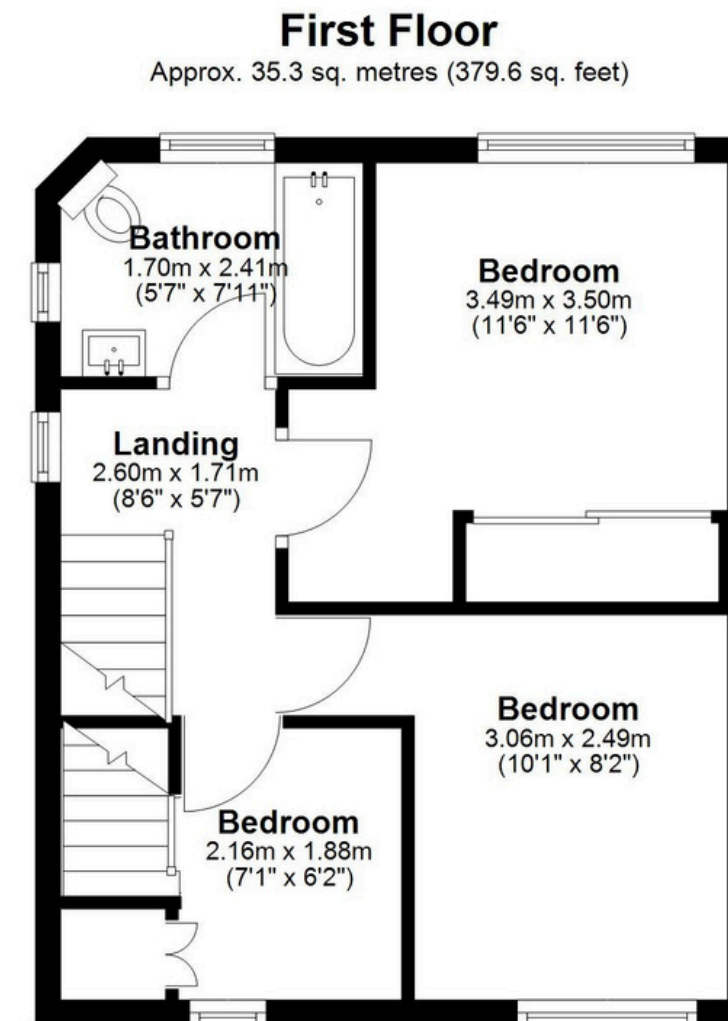 First Floor
Approx. 35.3 sq. metres (379.6 sq. feet)
Bathroom
1.70m x 2.41m
(5'7" x 7'11")
Bedroom
3.49m x 3.50m
(11'6" x 11'6")
Landing
2.60m x 1.71m
(8'6" x 5'7")
Bedroom
3.06m x 2.49m
(10'1" x 8'2")
Bedroom
2.16m x 1.88m
(7'1" x 6'2")